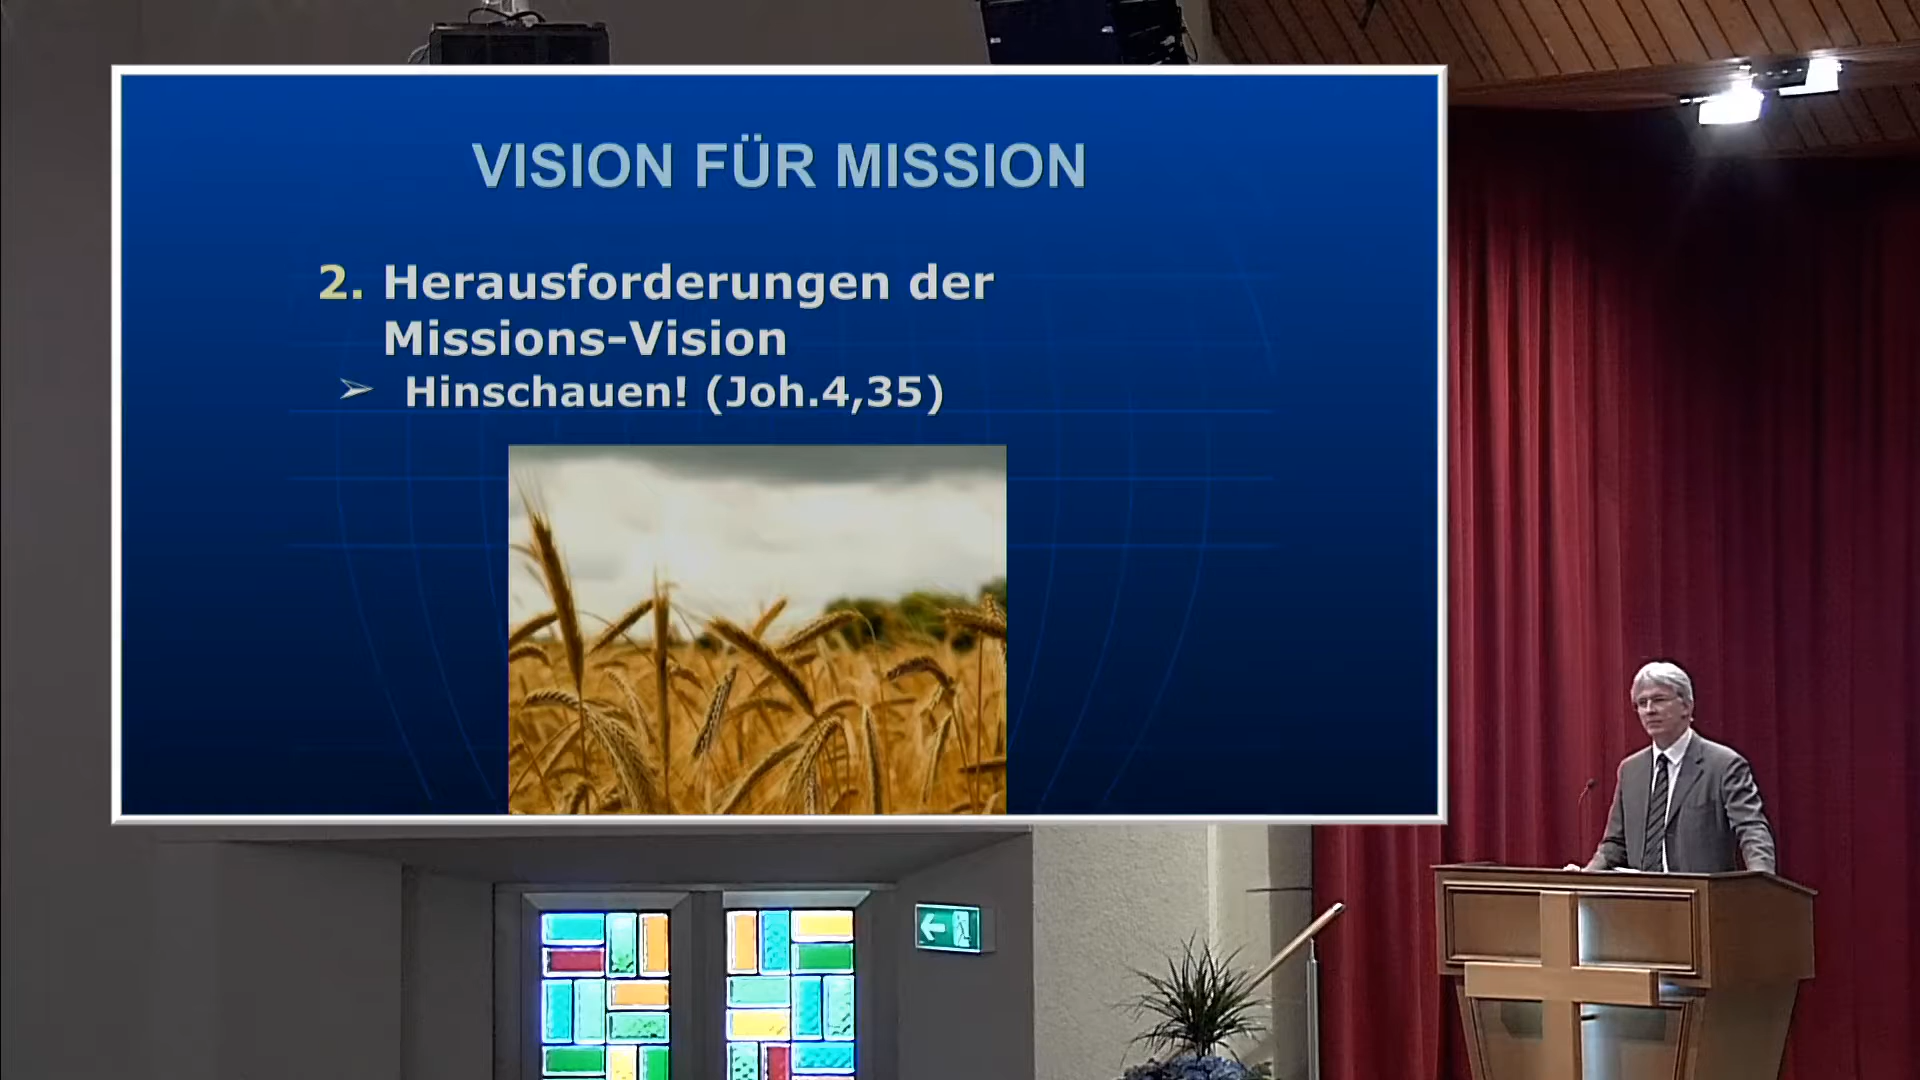 VISION FÜR MISSION
2. Herausforderungen der
Missions-Vision
➢ Hinschauen! (Joh.4,35)